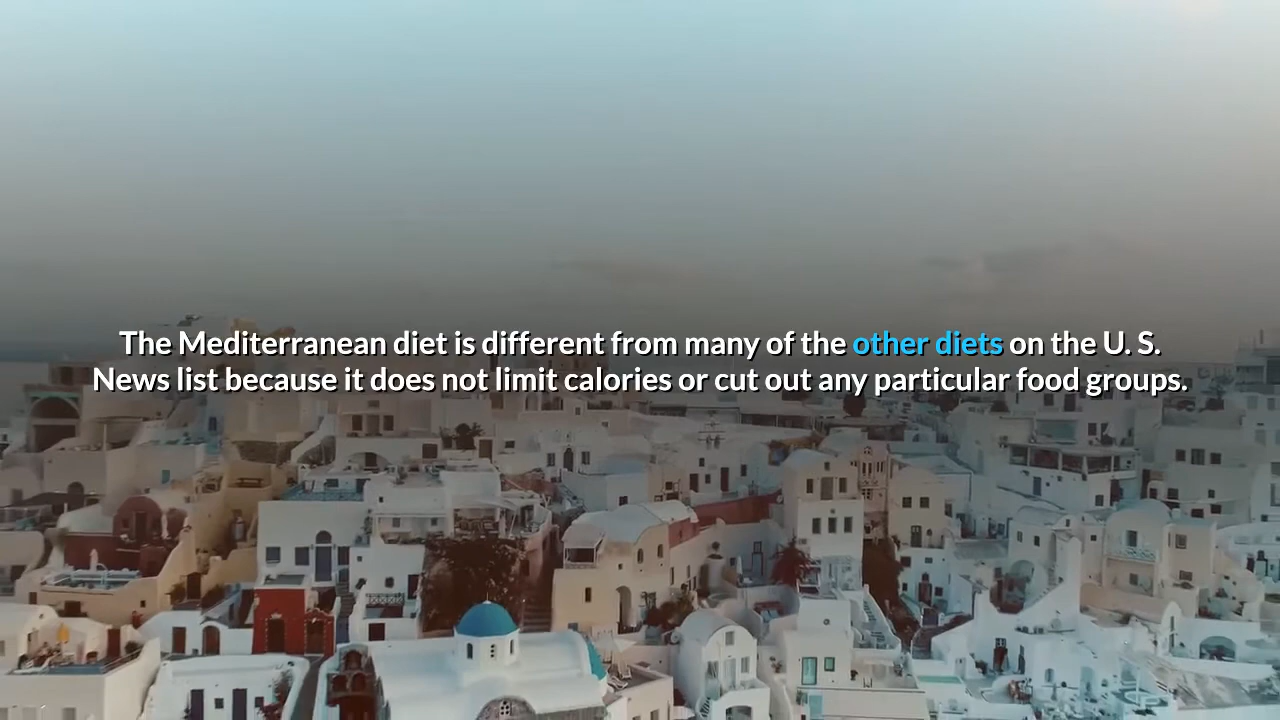 The Mediterranean diet is different from many of the other diets on the U. S.
News list because it does not limit calories or cut out any particular food groups.